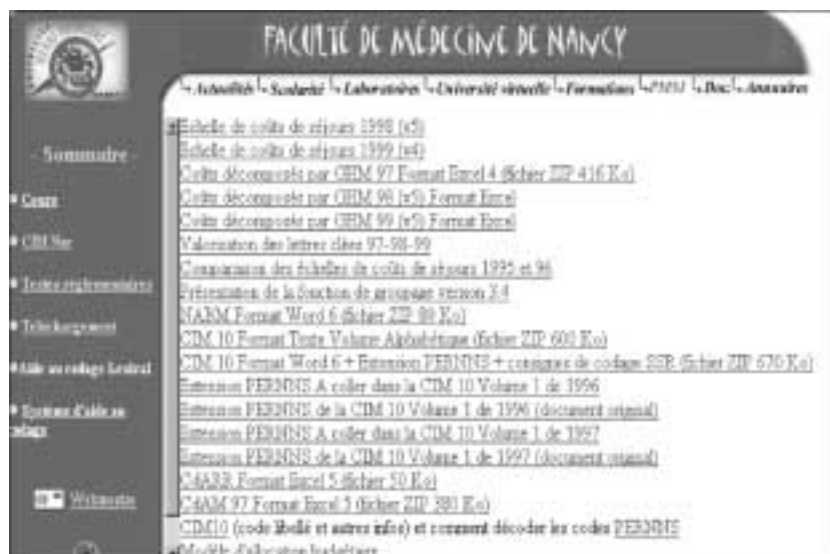 FACULTÉ DE MÉDECINE DE NANCY
Actualités Scolarité Laboratoires Université virtuelle Formations PMSI Doc Annuaires
- Sommaire -
Cours
Textes réglementaires
Téléchargement
Aide au codage Lexical
Système d'aide au codage
Webmaster
Echelle de coûts de séjours 1998 (v5)
Echelle de coûts de séjours 1999 (v4)
Coûts décomposés par GHM 97 Format Excel 4 (fichier ZIP 416 Ko)
Coûts décomposés par GHM 98 (v5) Format Excel
Coûts décomposés par GHM 99 (v5) Format Excel
Valorisation des lettres clées 97-98-99
Comparaison des échelles de coûts de séjours 1995 et 96
Présentation de la fonction de groupage version 3.4
NABM Format Word 6 (fichier ZIP 89 Ko)
CIM 10 Format Texte Volume Alphabétique (fichier ZIP 600 Ko)
CIM 10 Format Word 6 + Extension PERNNS + consignes de codage SSR (fichier ZIP 670 Ko)
Extension PERNNS A coller dans la CIM 10 Volume 1 de 1996
Extension PERNNS de la CIM 10 Volume 1 de 1996 (document original)
Extension PERNNS A coller dans la CIM 10 Volume 1 de 1997
Extension PERNNS de la CIM 10 Volume 1 de 1997 (document original)
CdARR Format Excel 5 (fichier 50 Ko)
CdAM 97 Format Excel 5 (fichier ZIP 380 Ko)
CIM10 (code libellé et autres infos) et comment décoder les codes PERNNS
Modèle d'allocation budgétaire